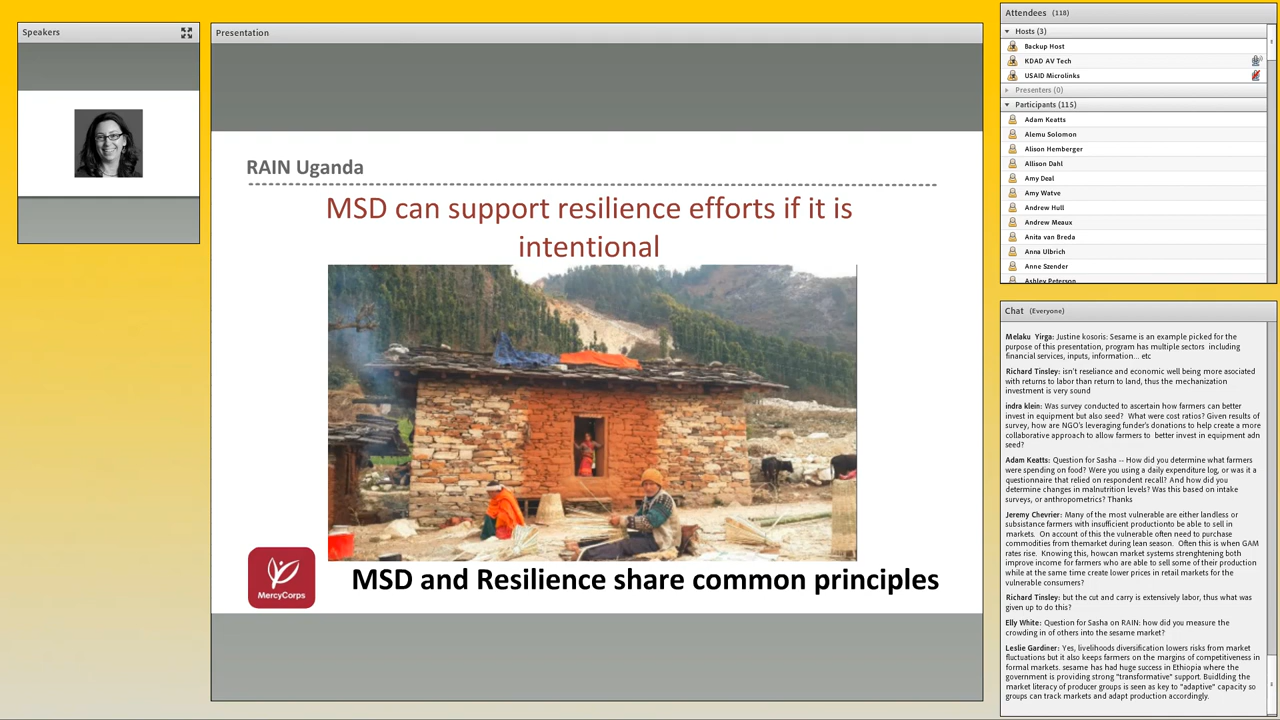 Speakers
Presentation
RAIN Uganda
MSD can support resilience efforts if it is
intentional
MercyCorps
MSD and Resilience share common principles
Attendees (118)
Hosts (3)
Backup Host
KDAD AV Tech
USAID Microlinks
Presenters (0)
Participants (115)
Adam Keatts
Alemu Solomon
Alison Hemberger
Allison Dahl
Amy Deal
Amy Watve
Andrew Hull
Andrew Meaux
Anita van Breda
Anna Ulbrich
Anne Szender
Ashley Peterson
Chat (Everyone)
Melaku Yirga: Justine kosoris: Sesame is an example picked for the
purpose of this presentation, program has multiple sectors including
financial services, inputs, information... etc
Richard Tinsley: isn't reseliance and economic well being more asociated
with returns to labor than return to land, thus the mechanization
investment is very sound
indra klein: Was survey conducted to ascertain how farmers can better
invest in equipment but also seed? What were cost ratios? Given results of
survey, how are NGO's leveraging funder's donations to help create a more
collaborative approach to allow farmers to better invest in equipment adn
seed?
Adam Keatts: Question for Sasha -- How did you determine what farmers
were spending on food? Were you using a daily expenditure log, or was it a
questionnaire that relied on respondent recall? And how did you
determine changes in malnutrition levels? Was this based on intake
surveys, or anthropometrics? Thanks
Jeremy Chevrier: Many of the most vulnerable are either landless or
subsistance farmers with insufficient productionto be able to sell in
markets. On account of this the vulnerable often need to purchase
commodities from themarket during lean season. Often this is when GAM
rates rise. Knowing this, howcan market systems strenghtening both
improve income for farmers who are able to sell some of their production
while at the same time create lower prices in retail markets for the
vulnerable consumers?
Richard Tinsley: but the cut and carry is extensively labor, thus what was
given up to do this?
Elly White: Question for Sasha on RAIN: how did you measure the
crowding in of others into the sesame market?
Leslie Gardiner: Yes, livelihoods diversification lowers risks from market
fluctuations but it also keeps farmers on the margins of competitiveness in
formal markets. sesame has had huge success in Ethiopia where the
government is providing strong "transformative" support. Buidlding the
market literacy of producer groups is seen as key to "adaptive" capacity so
groups can track markets and adapt production accordingly.